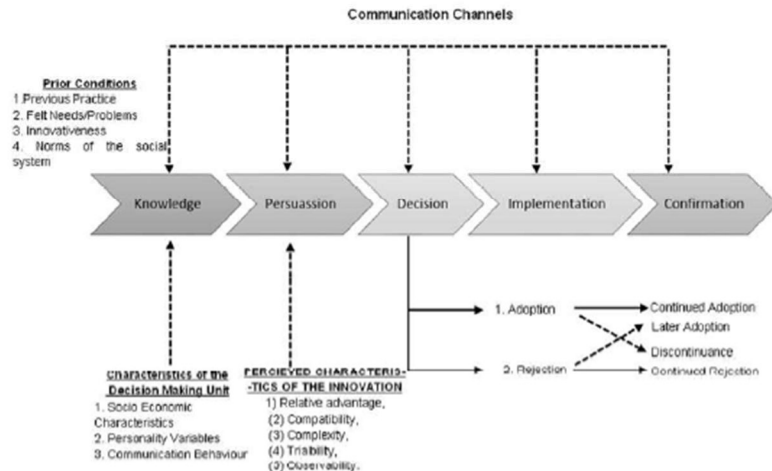 Communication Channels
Prior Conditions
1.Previous Practice
2. Felt Needs/Problems
3. Innovativeness
4. Norms of the social
system
Knowledge
Persuassion
Decision
Implementation
Confirmation
1. Adoption
Continued Adoption
Later Adoption
Discontinuance
2. Rejection
Continued Rejection
Characteristics of the
Decision Making Unit
1. Socio Economic
Characteristics
2. Personality Variables
3. Communication Behaviour
PERCIEVED CHARACTERIS-
-TICS OF THE INNOVATION
1) Relative advantage,
(2) Compatibility,
(3) Complexity,
(4) Triability,
(5) Observability.